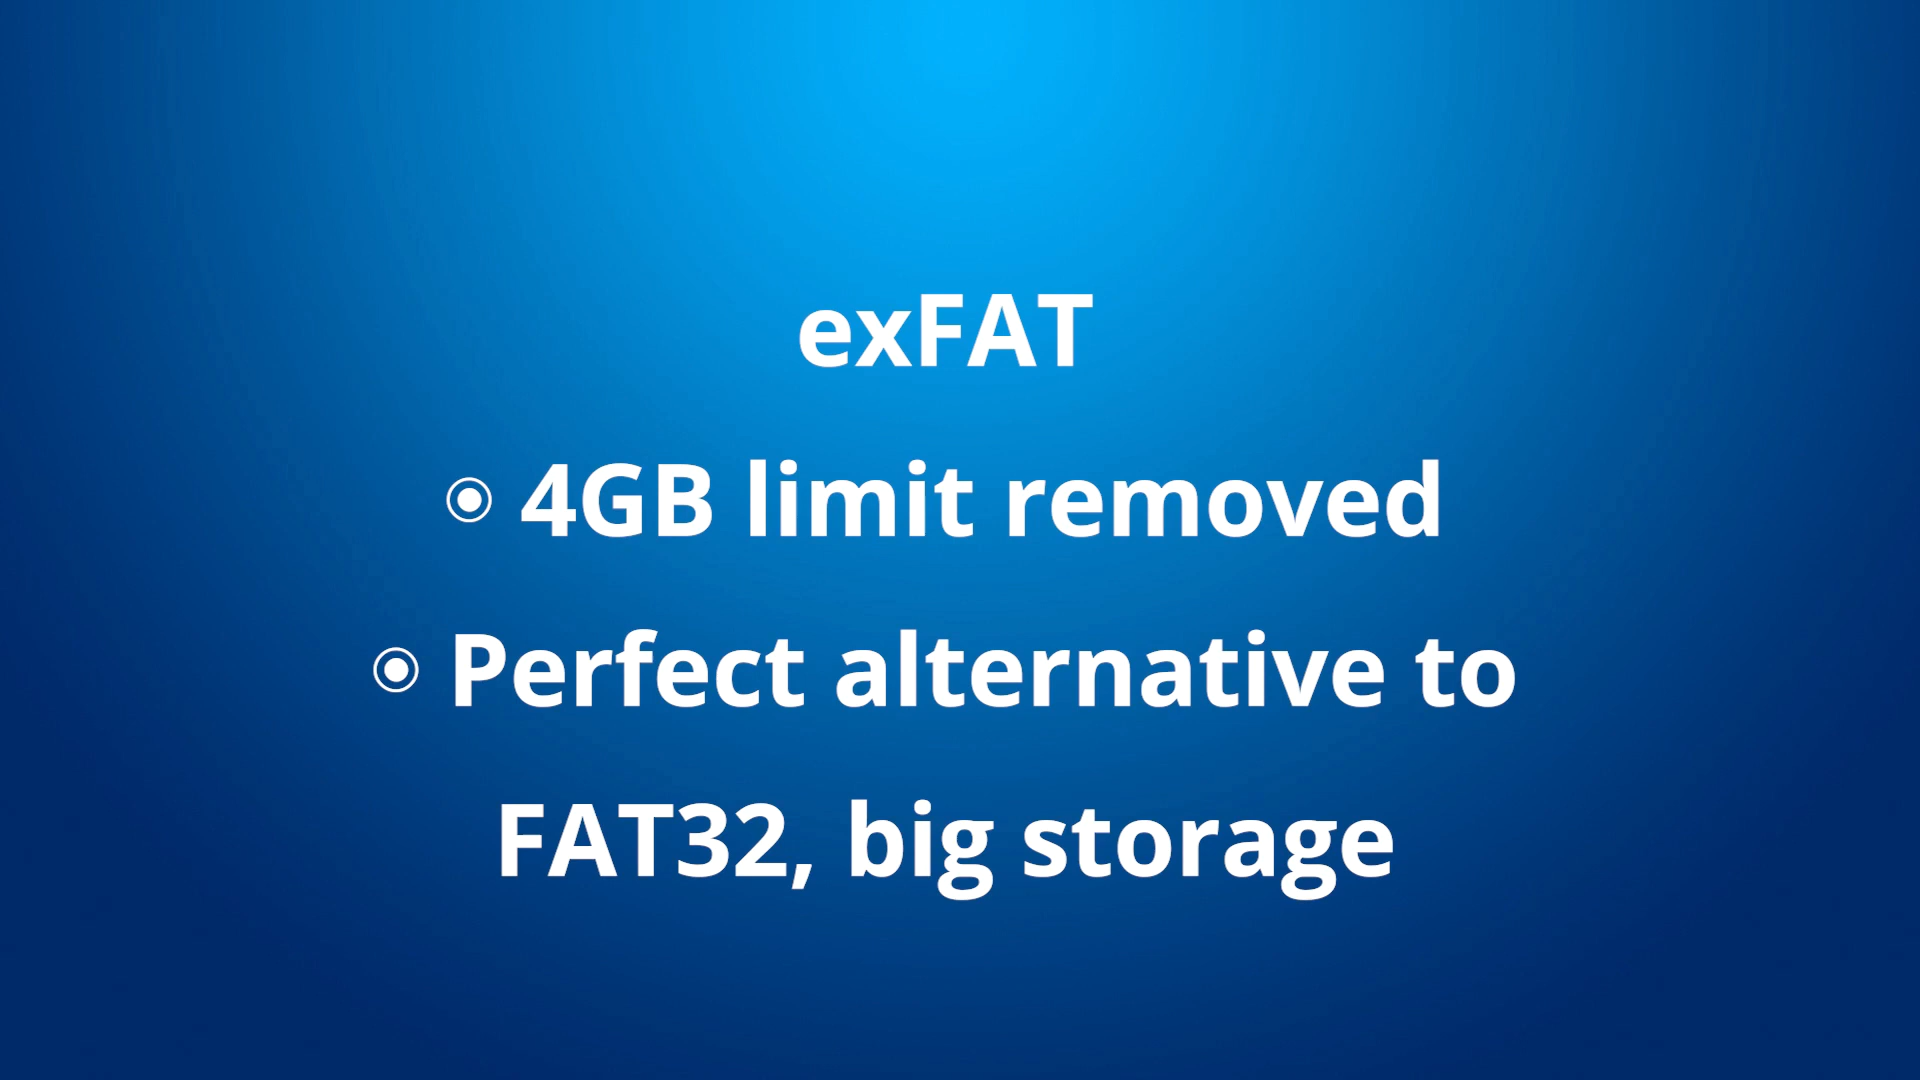 exFAT
◉ 4GB limit removed
◉ Perfect alternative to
FAT32, big storage